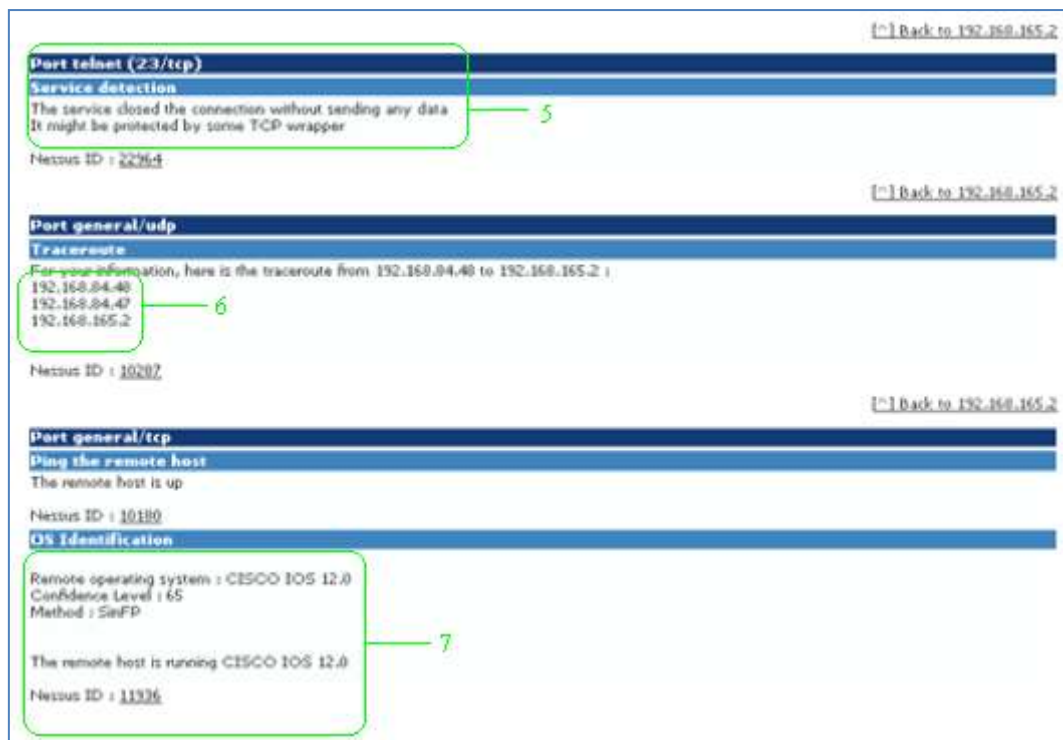 [^] Back to 192.168.165.2
Port telnet (23/tcp)
Service detection
The service closed the connection without sending any data
It might be protected by some TCP wrapper
5
Nessus ID : 22964
[^] Back to 192.168.165.2
Port general/udp
Traceroute
For your information, here is the traceroute from 192.168.84.48 to 192.168.165.2 :
192.168.84.48
192.168.84.47
192.168.165.2
6
Nessus ID : 10287
[^] Back to 192.168.165.2
Port general/tcp
Ping the remote host
The remote host is up
Nessus ID : 10180
OS Identification
Remote operating system : CISCO IOS 12.0
Confidence Level : 65
Method : SinFP
7
The remote host is running CISCO IOS 12.0
Nessus ID : 11936